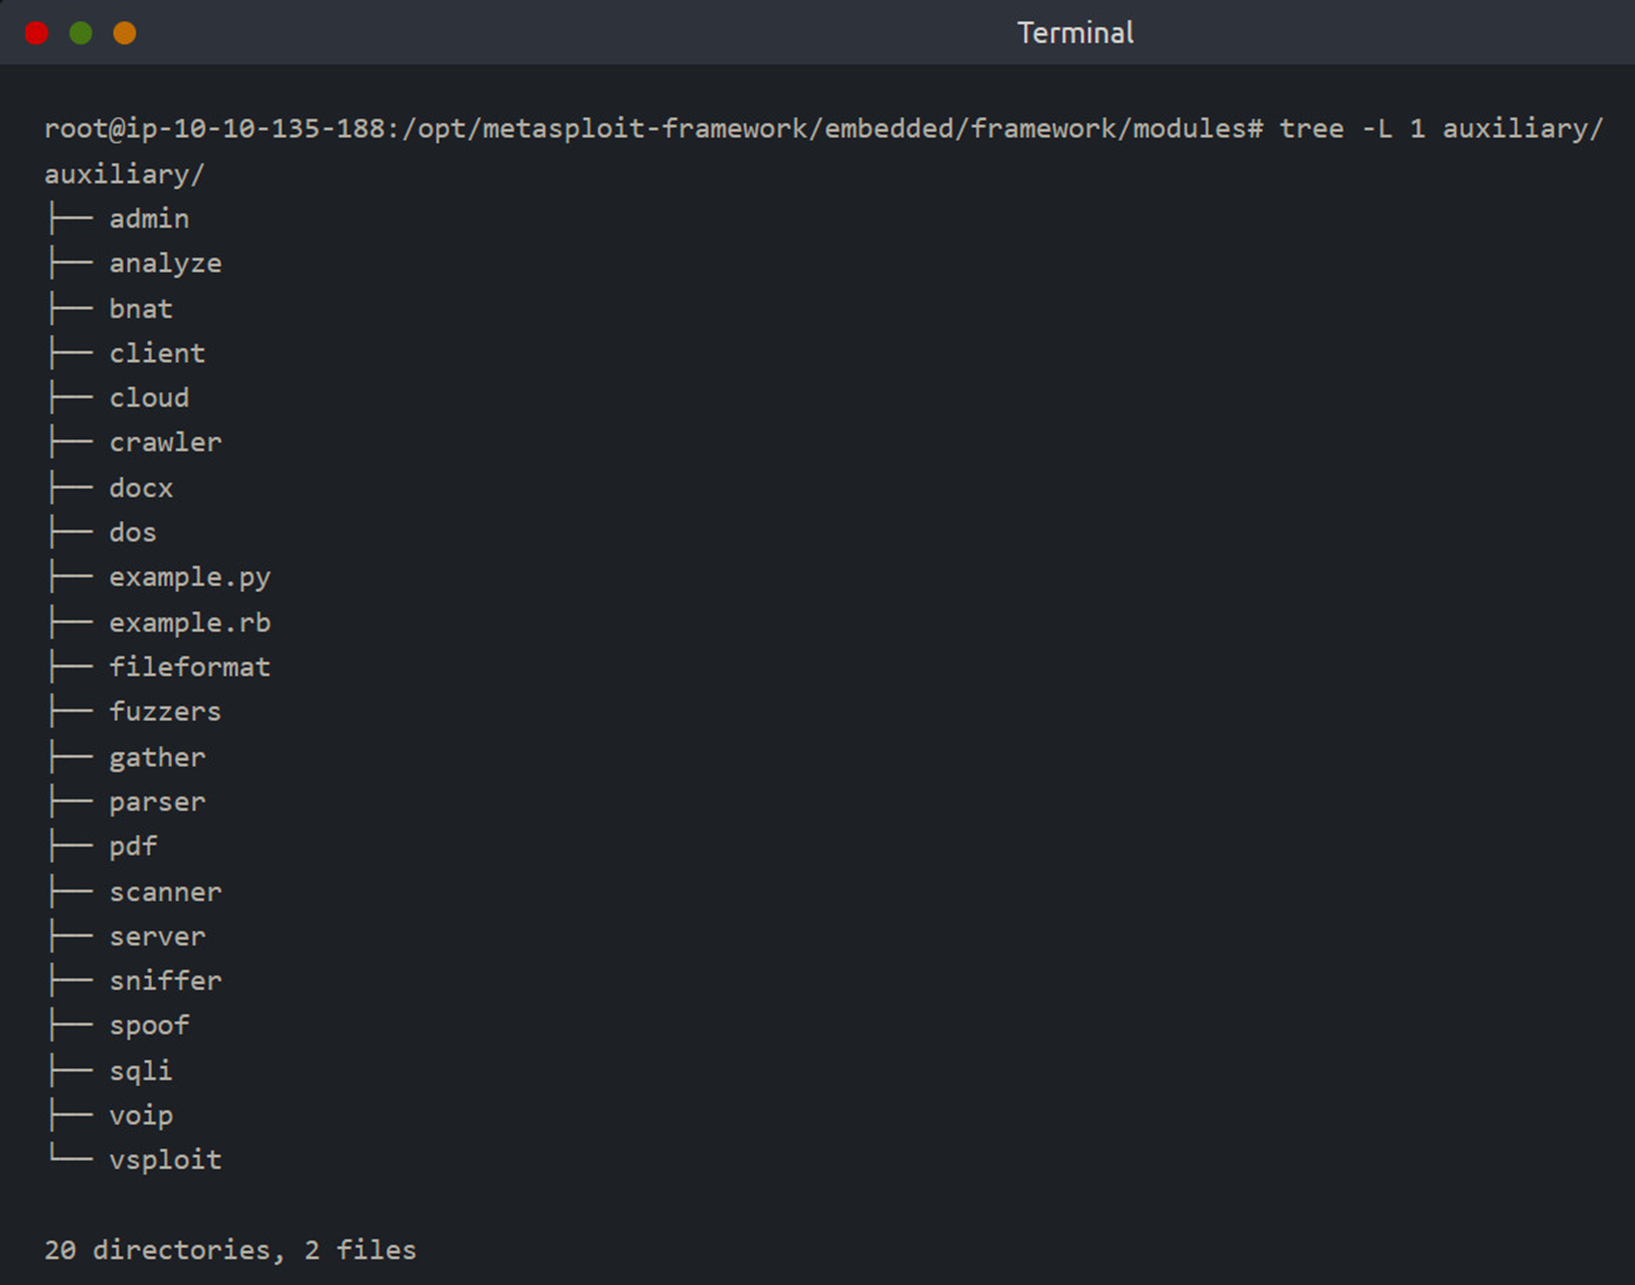 Terminal
root@ip-10-10-135-188:/opt/metasploit-framework/embedded/framework/modules# tree -L 1 auxiliary/
auxiliary/
├── admin
├── analyze
├── bnat
├── client
├── cloud
├── crawler
├── docx
├── dos
├── example.py
├── example.rb
├── fileformat
├── fuzzers
├── gather
├── parser
├── pdf
├── scanner
├── server
├── sniffer
├── spoof
├── sqli
├── voip
└── vsploit
20 directories, 2 files